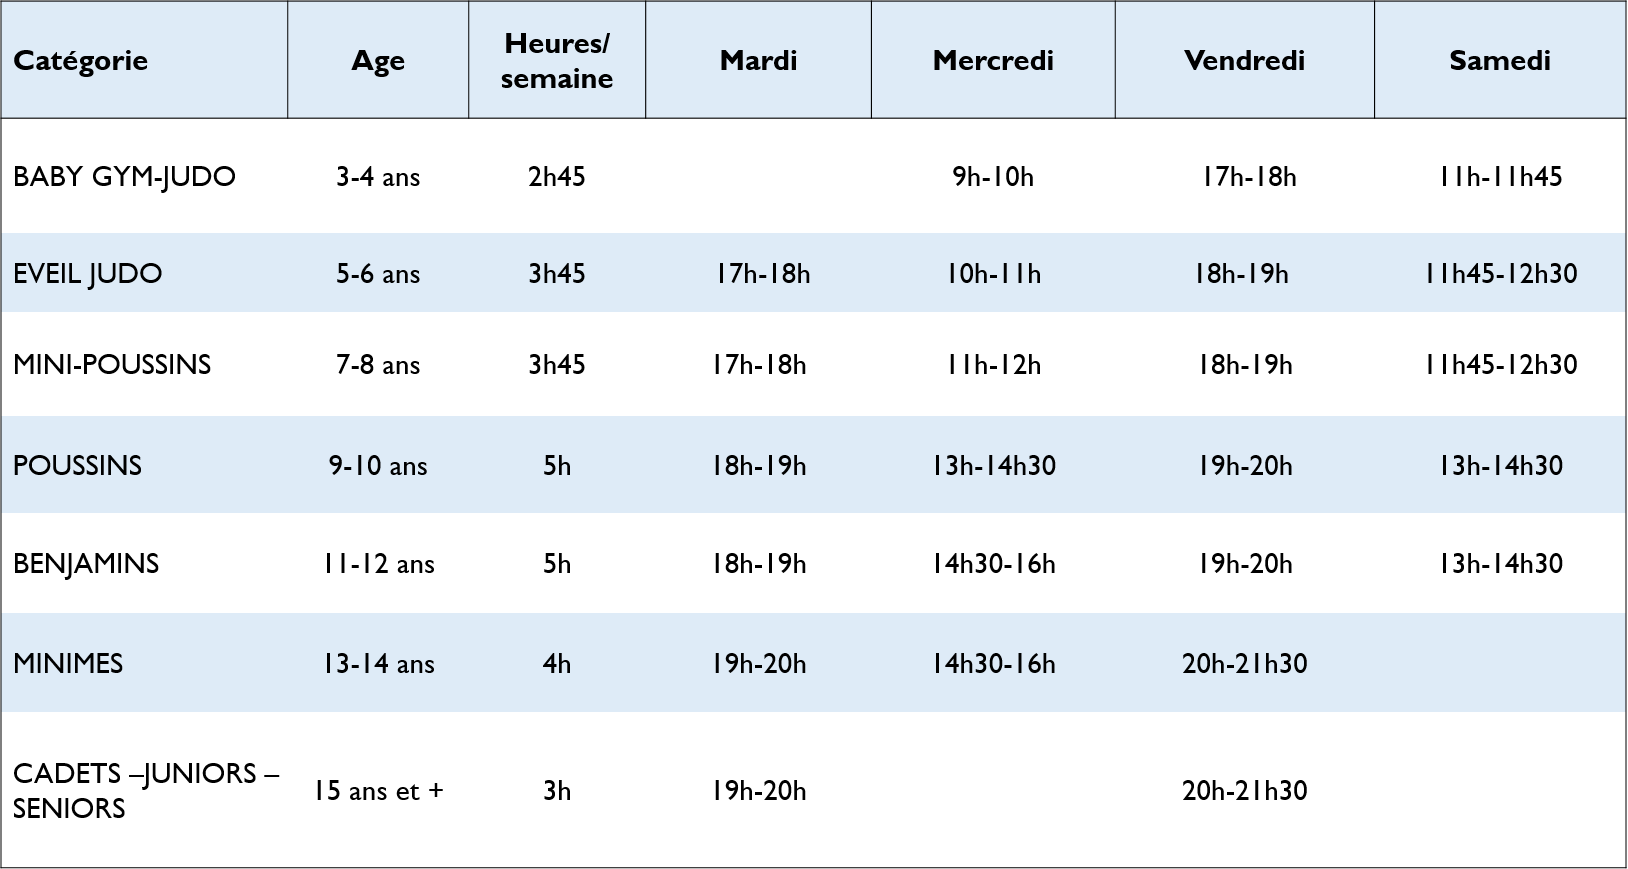 Catégorie Age Heures/ semaine Mardi Mercredi Vendredi Samedi
BABY GYM-JUDO 3-4 ans 2h45 9h-10h 17h-18h 11h-11h45
EVEIL JUDO 5-6 ans 3h45 17h-18h 10h-11h 18h-19h 11h45-12h30
MINI-POUSSINS 7-8 ans 3h45 17h-18h 11h-12h 18h-19h 11h45-12h30
POUSSINS 9-10 ans 5h 18h-19h 13h-14h30 19h-20h 13h-14h30
BENJAMINS 11-12 ans 5h 18h-19h 14h30-16h 19h-20h 13h-14h30
MINIMES 13-14 ans 4h 19h-20h 14h30-16h 20h-21h30
CADETS –JUNIORS –
SENIORS 15 ans et + 3h 19h-20h 20h-21h30